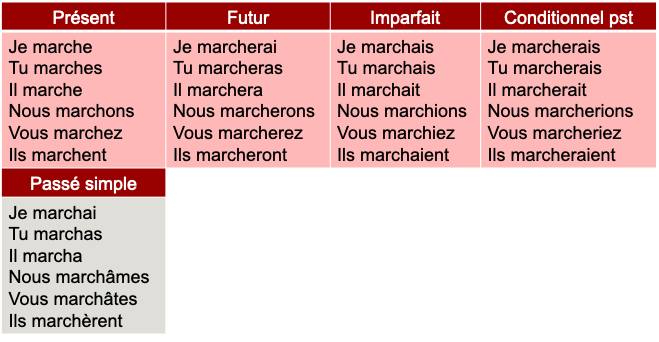 Présent
Je marche
Tu marches
Il marche
Nous marchons
Vous marchez
Ils marchent
Futur
Je marcherai
Tu marcheras
Il marchera
Nous marcherons
Vous marcherez
Ils marcheront
Imparfait
Je marchais
Tu marchais
Il marchait
Nous marchions
Vous marchiez
Ils marchaient
Conditionnel pst
Je marcherais
Tu marcherais
Il marcherait
Nous marcherions
Vous marcheriez
Ils marcheraient
Passé simple
Je marchai
Tu marchas
Il marcha
Nous marchâmes
Vous marchâtes
Ils marchèrent